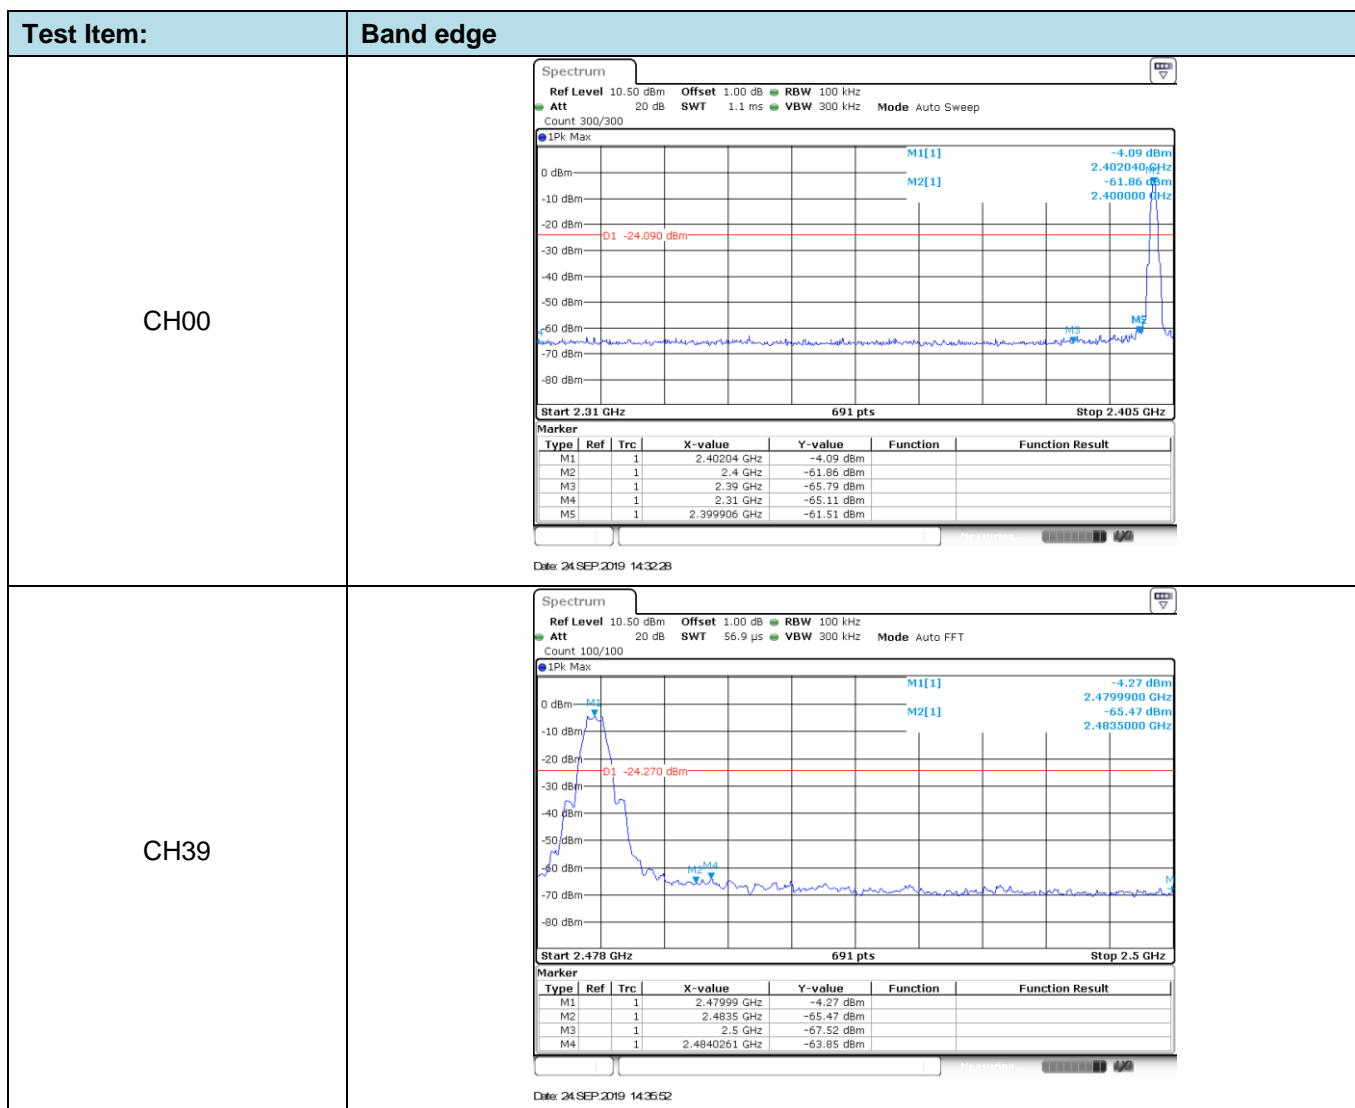 Test Item: Band edge
CH00
Spectrum
Ref Level 10.50 dBm Offset 1.00 dB RBW 100 kHz
Att 20 dB SWT 1.1 ms VBW 300 kHz Mode Auto Sweep
Count 300/300
1Pk Max
M1[1] -4.09 dBm
2.402040 GHz
M2[1] -61.86 dBm
2.400000 GHz
M1
0 dBm
-10 dBm
-20 dBm
D1 -24.090 dBm
-30 dBm
-40 dBm
-50 dBm
-60 dBm
M3
-70 dBm
-80 dBm
Start 2.31 GHz 691 pts Stop 2.405 GHz
Marker
Type Ref Trc X-value Y-value Function Function Result
M1 1 2.40204 GHz -4.09 dBm
M2 1 2.4 GHz -61.86 dBm
M3 1 2.39 GHz -65.79 dBm
M4 1 2.31 GHz -65.11 dBm
M5 1 2.399906 GHz -61.51 dBm
Date: 24.SEP.2019 14:32:28
CH39
Spectrum
Ref Level 10.50 dBm Offset 1.00 dB RBW 100 kHz
Att 20 dB SWT 56.9 µs VBW 300 kHz Mode Auto FFT
Count 100/100
1Pk Max
M1[1] -4.27 dBm
2.4799900 GHz
M2[1] -65.47 dBm
2.4835000 GHz
M1
0 dBm
-10 dBm
-20 dBm
D1 -24.270 dBm
-30 dBm
-40 dBm
-50 dBm
-60 dBm
M2 M4
-70 dBm
-80 dBm
Start 2.478 GHz 691 pts Stop 2.5 GHz
Marker
Type Ref Trc X-value Y-value Function Function Result
M1 1 2.47999 GHz -4.27 dBm
M2 1 2.4835 GHz -65.47 dBm
M3 1 2.5 GHz -67.52 dBm
M4 1 2.4840261 GHz -63.85 dBm
Date: 24.SEP.2019 14:35:52